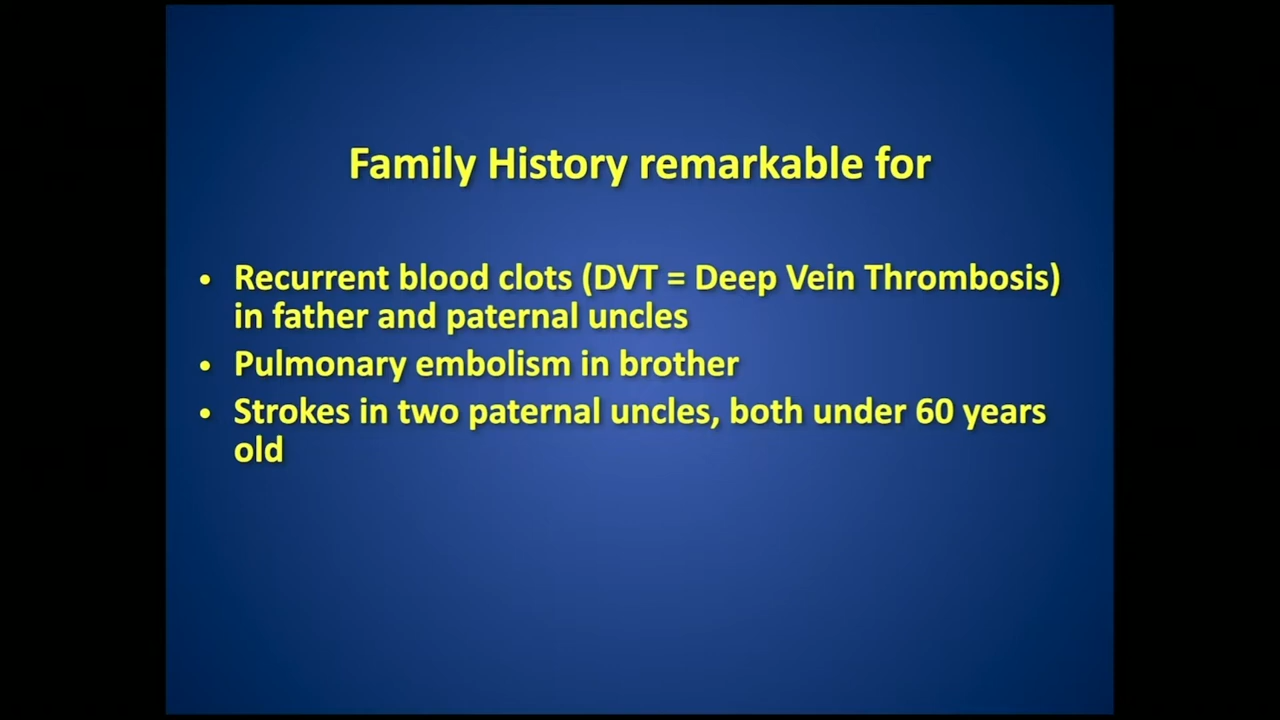 Family History remarkable for
• Recurrent blood clots (DVT = Deep Vein Thrombosis)
in father and paternal uncles
• Pulmonary embolism in brother
• Strokes in two paternal uncles, both under 60 years
old